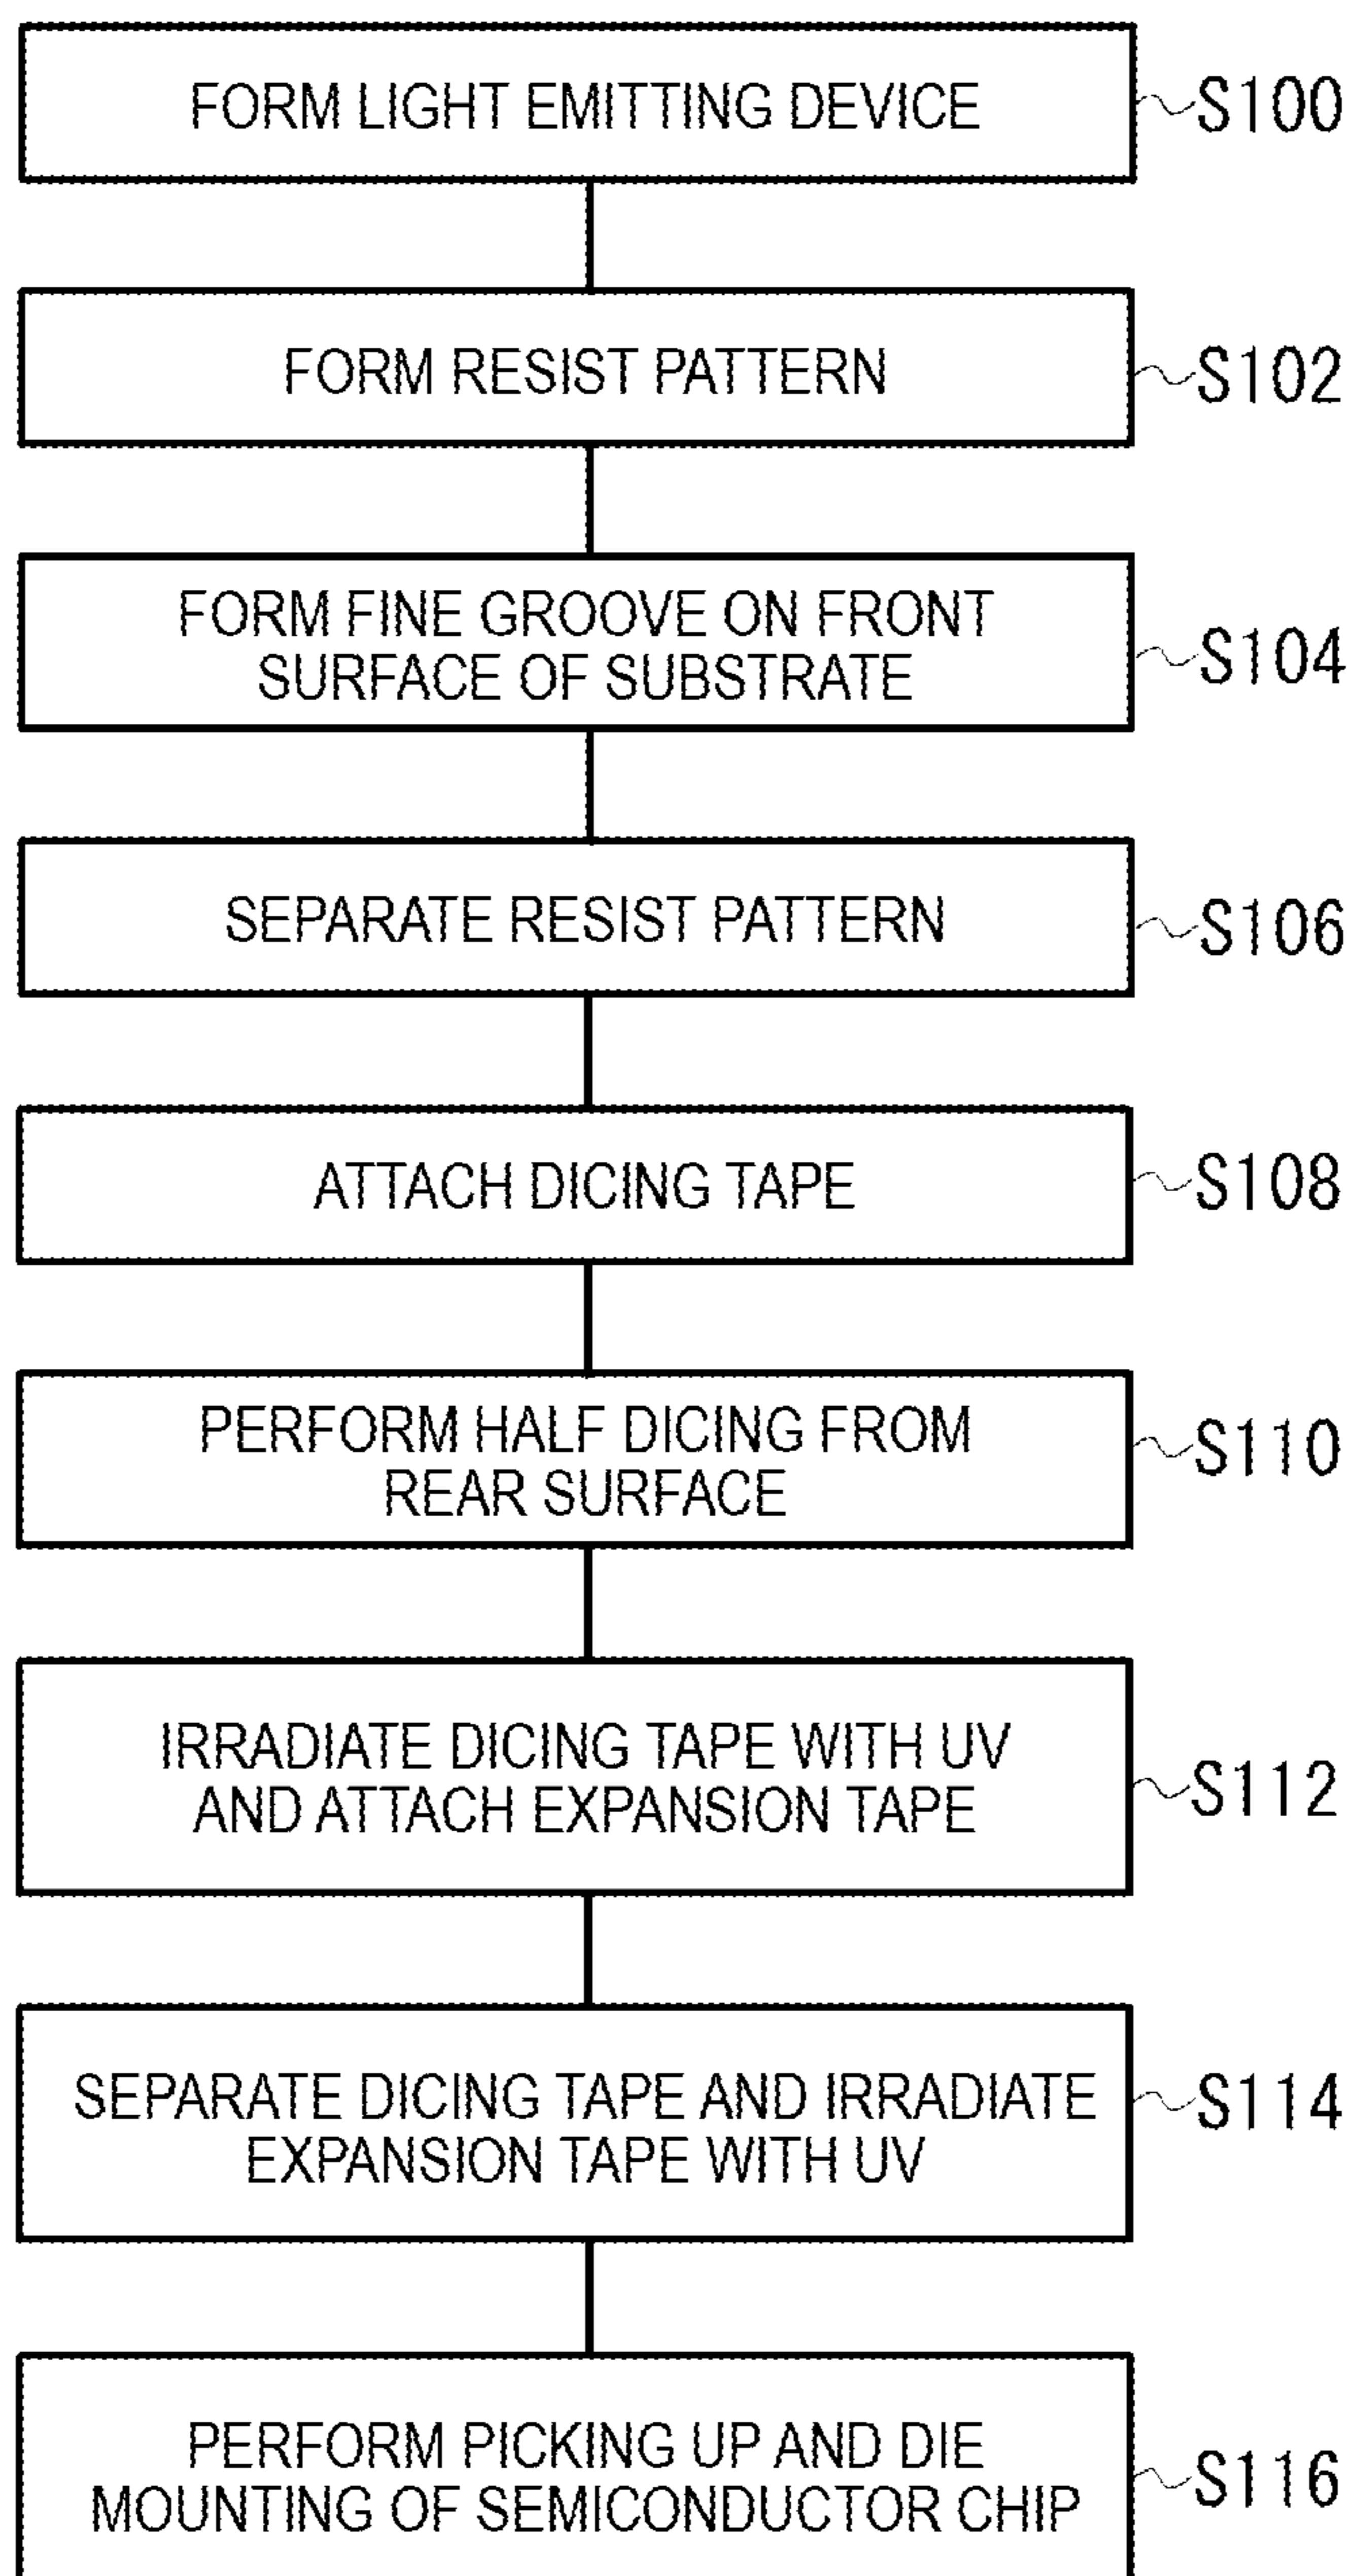 FORM LIGHT EMITTING DEVICE
S100
FORM RESIST PATTERN
S102
FORM FINE GROOVE ON FRONT
SURFACE OF SUBSTRATE
S104
SEPARATE RESIST PATTERN
S106
ATTACH DICING TAPE
S108
PERFORM HALF DICING FROM
REAR SURFACE
S110
IRRADIATE DICING TAPE WITH UV
AND ATTACH EXPANSION TAPE
S112
SEPARATE DICING TAPE AND IRRADIATE
EXPANSION TAPE WITH UV
S114
PERFORM PICKING UP AND DIE
MOUNTING OF SEMICONDUCTOR CHIP
S116